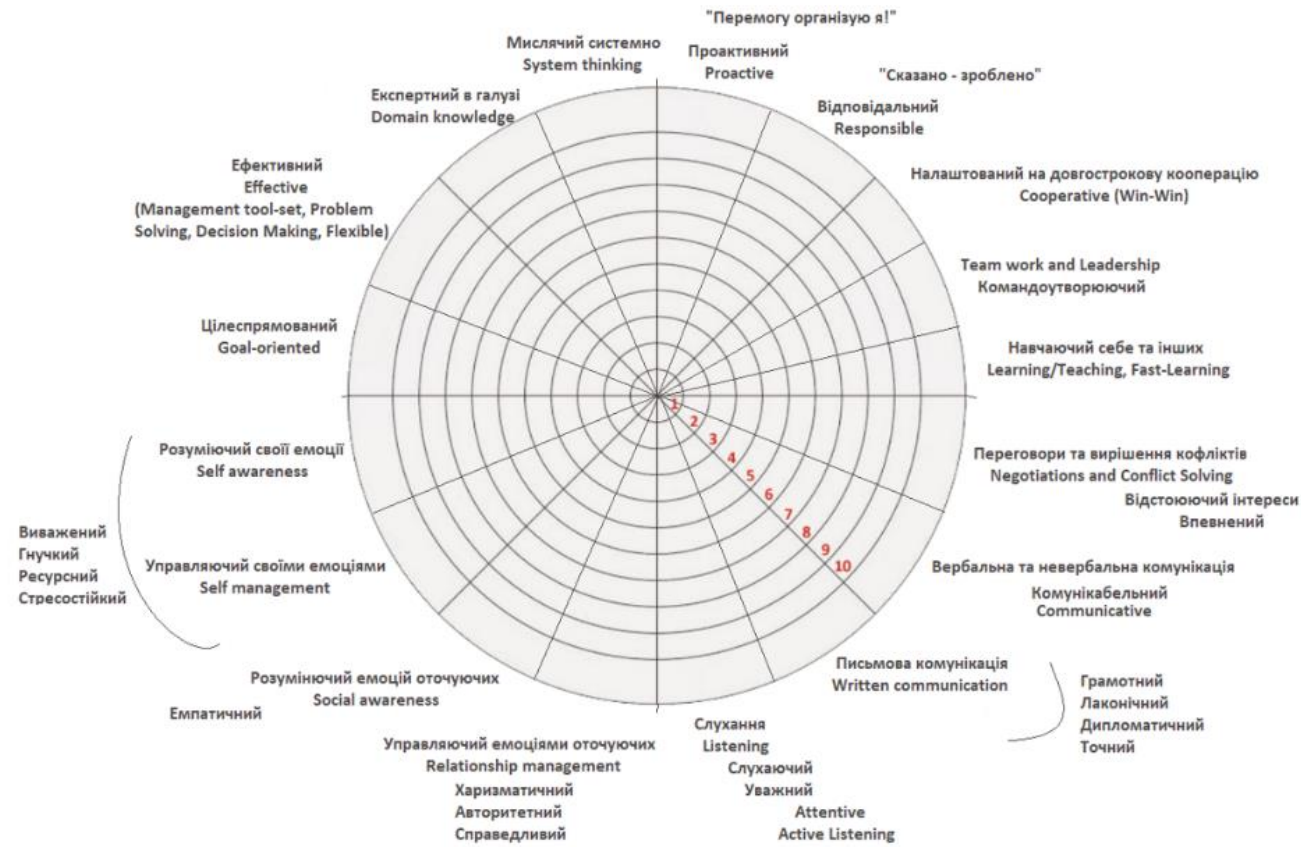 "Перемогу організую я!"
Мислячий системно
System thinking
Проактивний
Proactive
"Сказано - зроблено"
Експертний в галузі
Domain knowledge
Відповідальний
Responsible
Ефективний
Effective
(Management tool-set, Problem
Solving, Decision Making, Flexible)
Налаштований на довгострокову кооперацію
Cooperative (Win-Win)
Team work and Leadership
Командоутворюючий
Цілеспрямований
Goal-oriented
Навчаючий себе та інших
Learning/Teaching, Fast-Learning
1
2
3
4
5
6
7
8
9
10
Розуміючий свої емоції
Self awareness
Переговори та вирішення кофліктів
Negotiations and Conflict Solving
Відстоюючий інтереси
Впевнений
Виважений
Гнучкий
Ресурсний
Стресостійкий
Управляючий своїми емоціями
Self management
Вербальна та невербальна комунікація
Комунікабельний
Communicative
Розумінючий емоцій оточуючих
Social awareness
Емпатичний
Письмова комунікація
Written communication
Грамотний
Лаконічний
Дипломатичний
Точний
Управляючий емоціями оточуючих
Relationship management
Харизматичний
Авторитетний
Справедливий
Слухання
Listening
Слухаючий
Уважний
Attentive
Active Listening